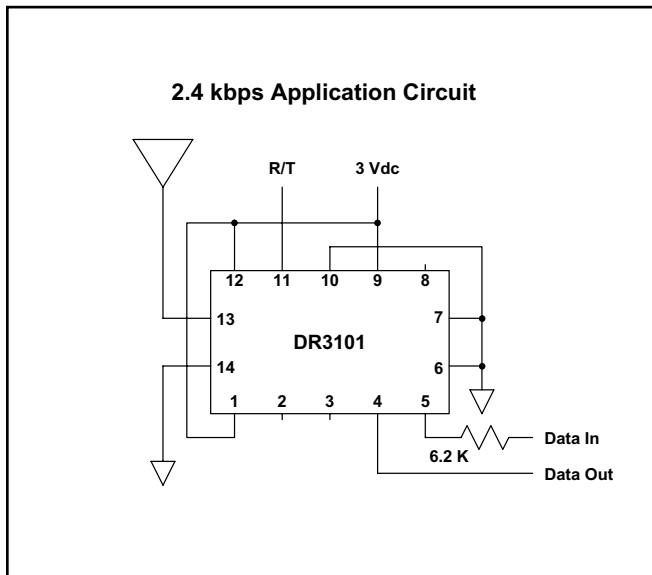 2.4 kbps Application Circuit
R/T 3 Vdc
12 11 10 9 8
13 7
DR3101
14 6
1 2 3 4 5
Data In
6.2 K
Data Out